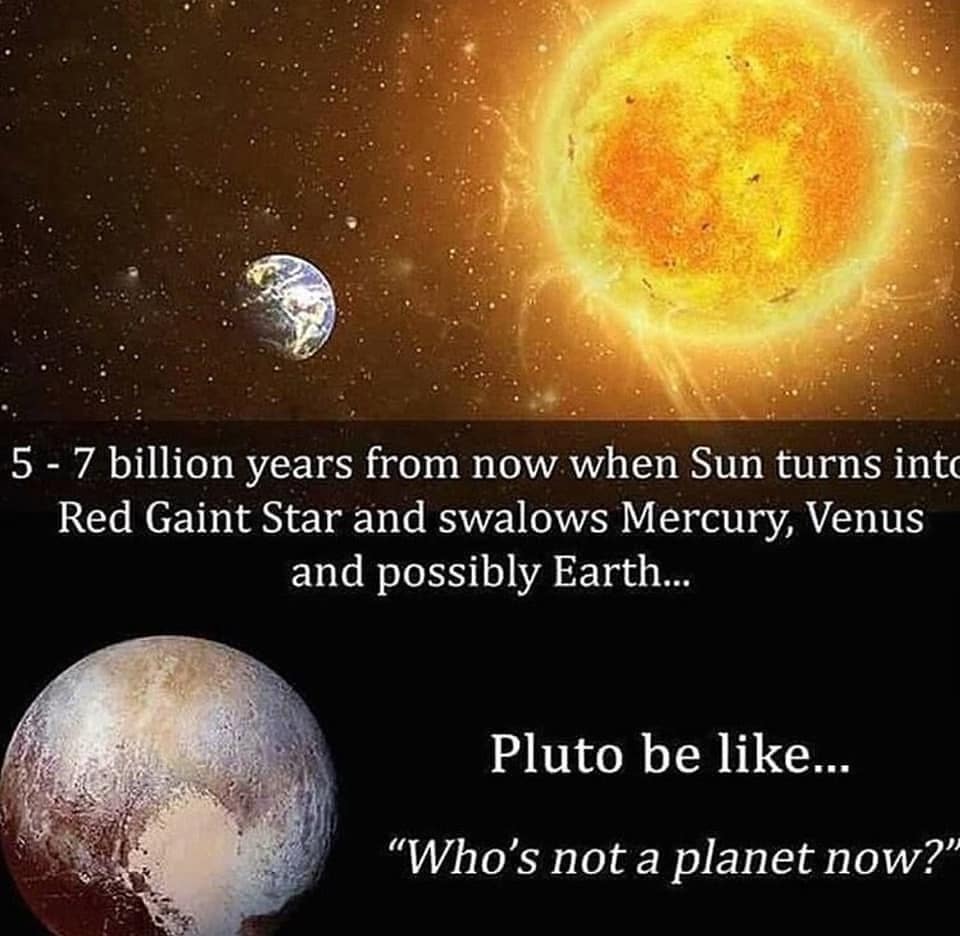 5 - 7 billion years from now when Sun turns into
Red Gaint Star and swalows Mercury, Venus
and possibly Earth...
Pluto be like...
“Who’s not a planet now?”